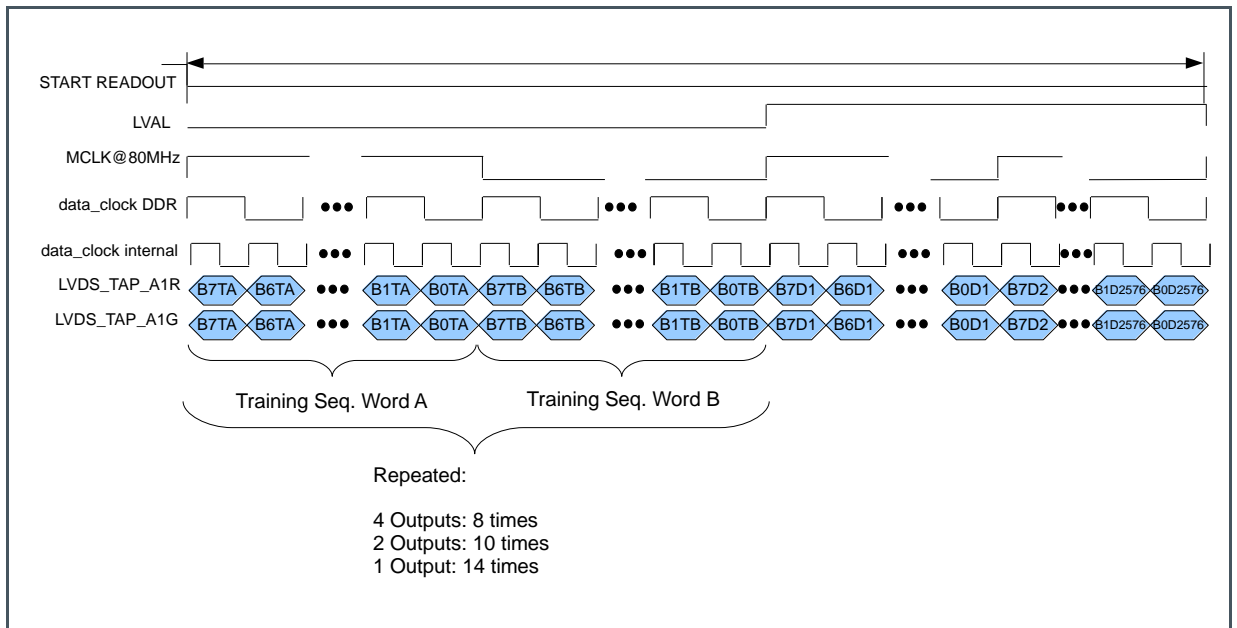 START READOUT
LVAL
MCLK@80MHz
data_clock DDR
data_clock internal
LVDS_TAP_A1R B7TA B6TA B1TA B0TA B7TB B6TB B1TB B0TB B7D1 B6D1 B0D1 B7D2 B1D2576 B0D2576
LVDS_TAP_A1G B7TA B6TA B1TA B0TA B7TB B6TB B1TB B0TB B7D1 B6D1 B0D1 B7D2 B1D2576 B0D2576
Training Seq. Word A Training Seq. Word B
Repeated:
4 Outputs: 8 times
2 Outputs: 10 times
1 Output: 14 times